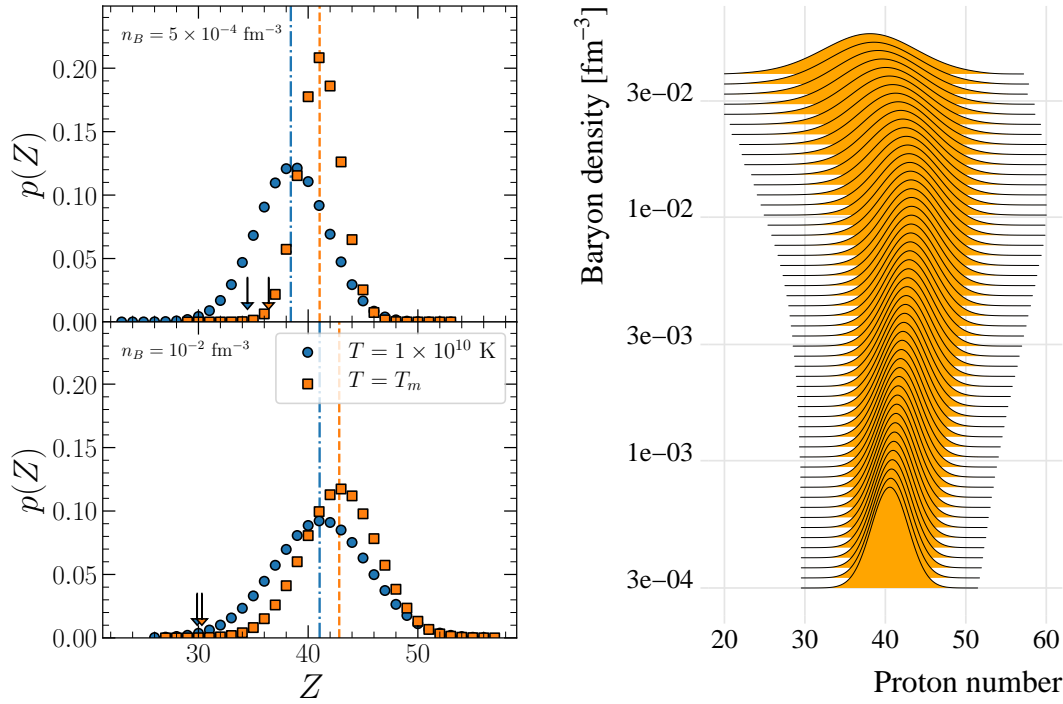 n_B = 5 × 10⁻⁴ fm⁻³
0.20
0.15
0.10
0.05
0.00
p(Z)
n_B = 10⁻² fm⁻³
T = 1 × 10¹⁰ K
T = T_m
0.20
0.15
0.10
0.05
0.00
p(Z)
30
40
50
Z
Baryon density [fm⁻³]
3e−02
1e−02
3e−03
1e−03
3e−04
20
30
40
50
60
Proton number